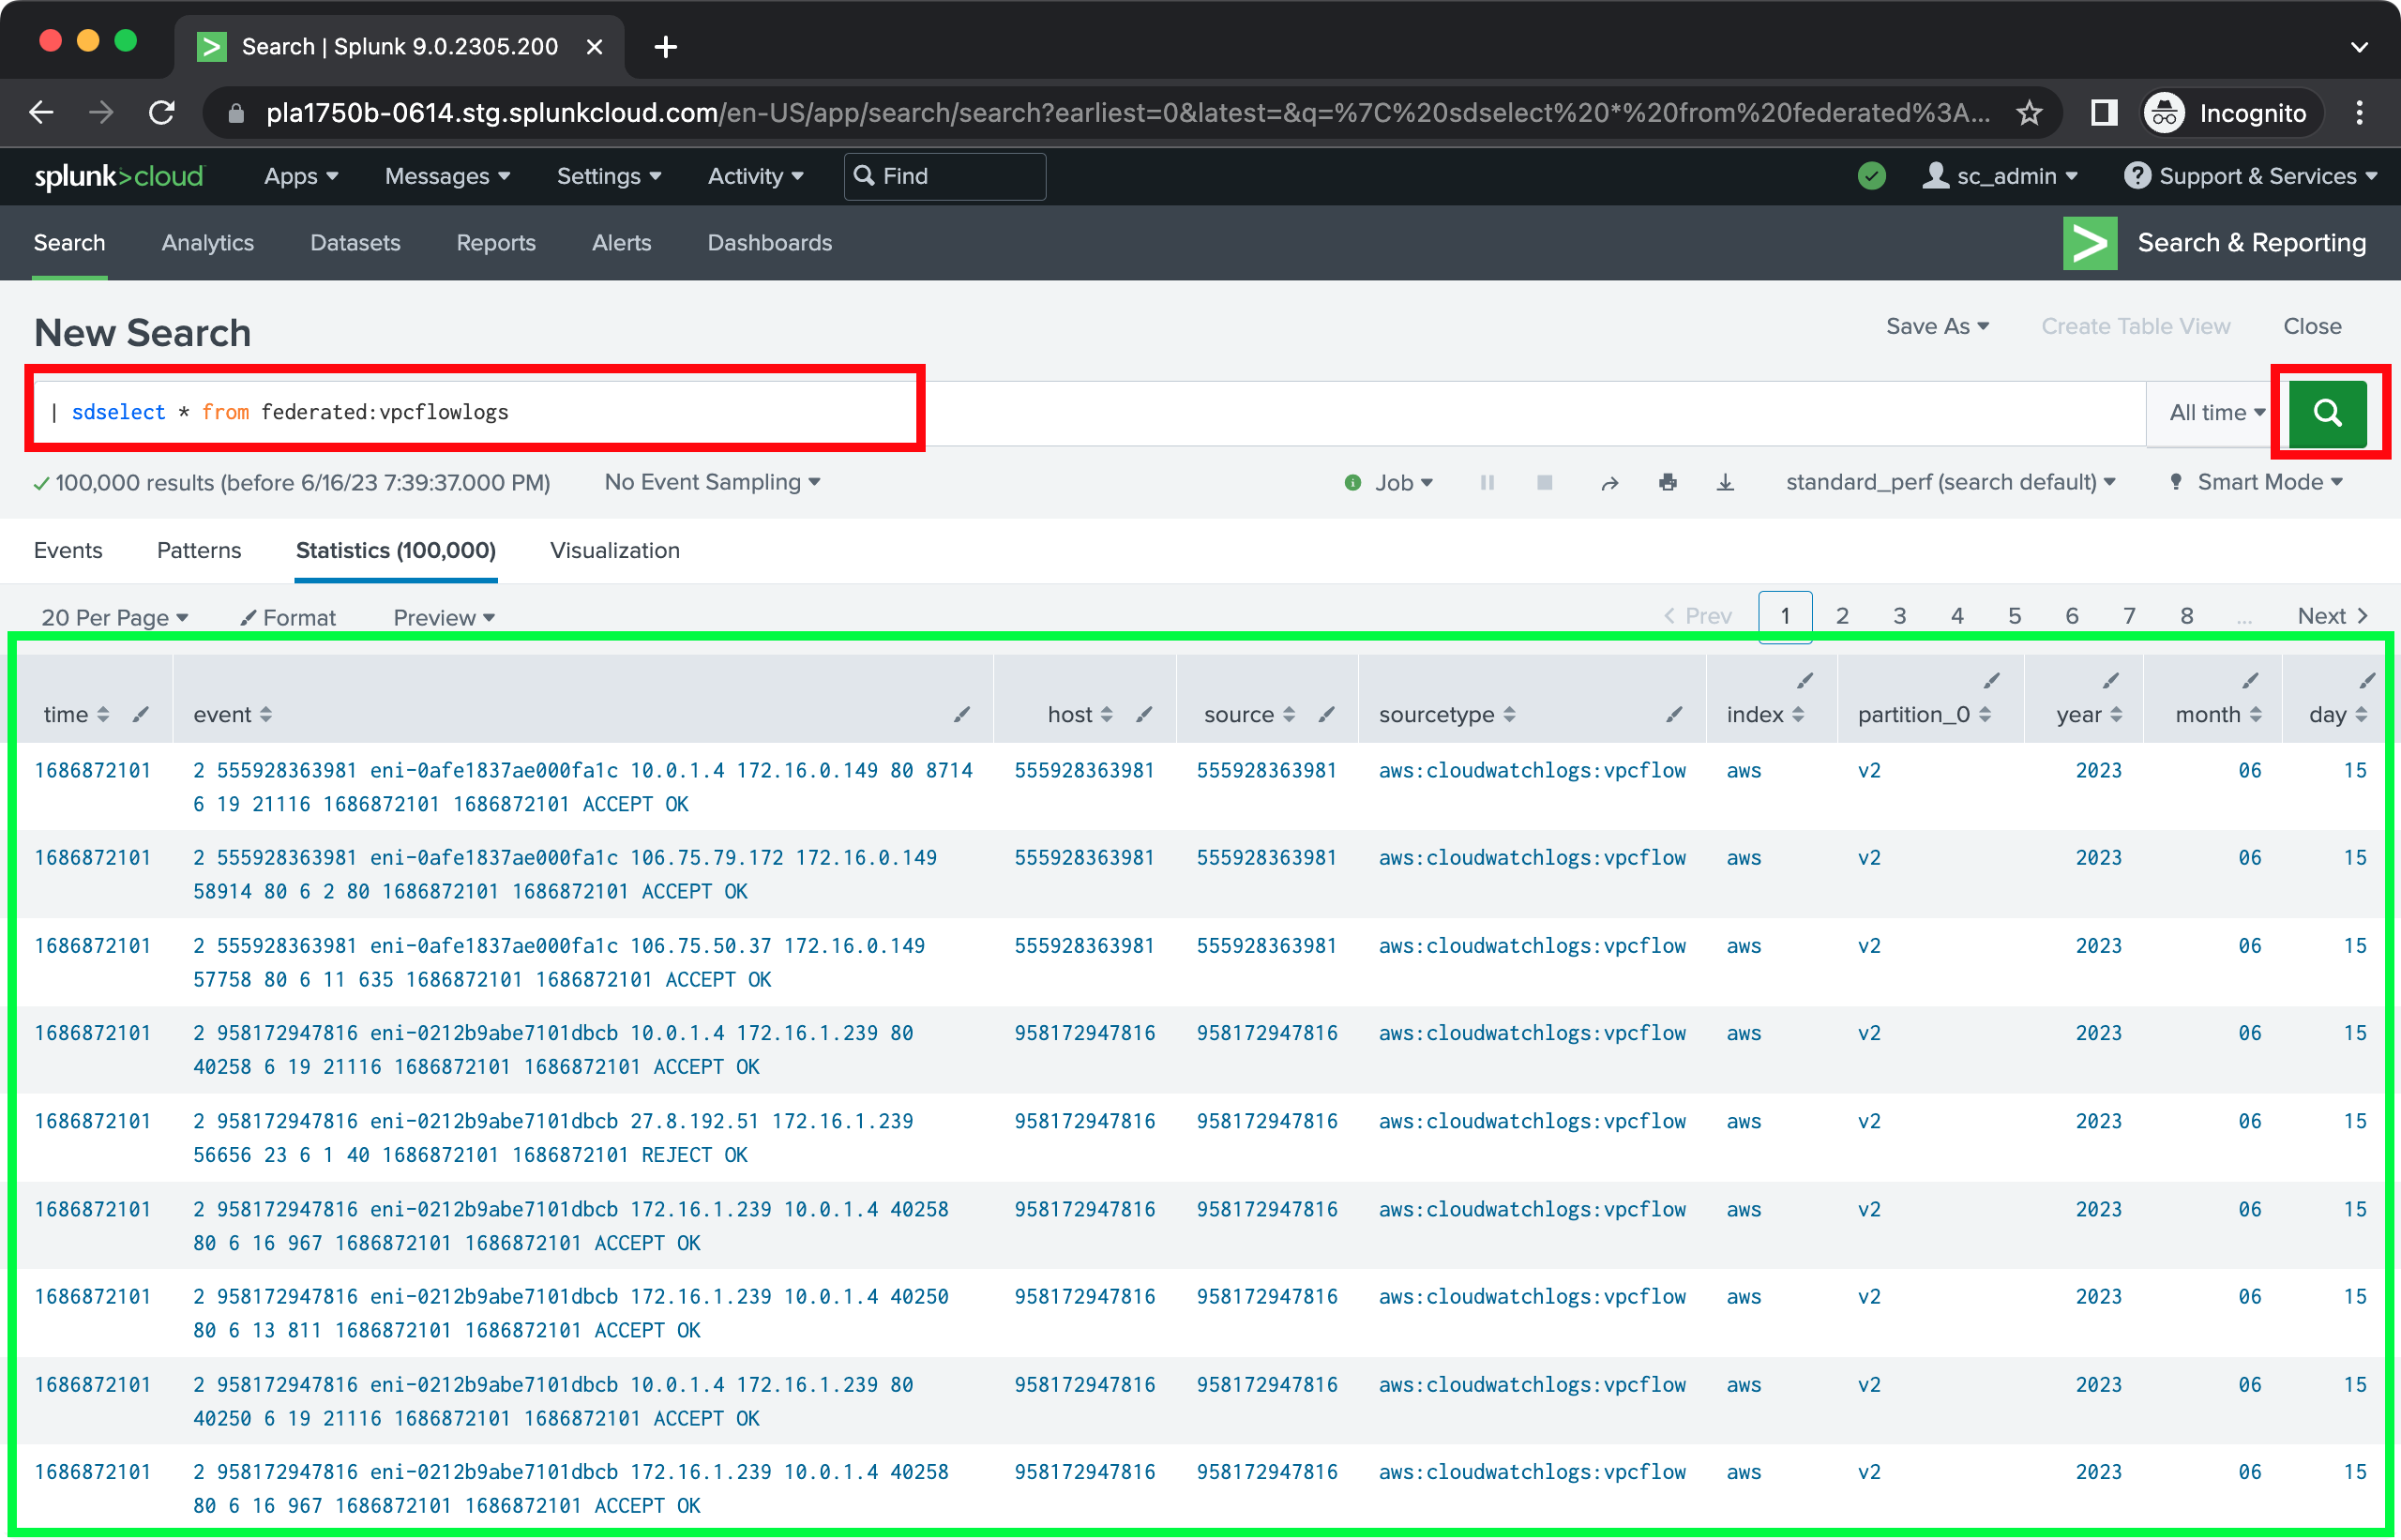 Search | Splunk 9.0.2305.200
pla1750b-0614.stg.splunkcloud.com/en-US/app/search/search?earliest=0&latest=&q=%7C%20sdselect%20*%20from%20federated%3A...
Incognito
splunk>cloud Apps Messages Settings Activity Find sc_admin Support & Services
Search Analytics Datasets Reports Alerts Dashboards Search & Reporting
New Search Save As Create Table View Close
| sdselect * from federated:vpcflowlogs All time
100,000 results (before 6/16/23 7:39:37.000 PM) No Event Sampling Job standard_perf (search default) Smart Mode
Events Patterns Statistics (100,000) Visualization
20 Per Page Format Preview < Prev 1 2 3 4 5 6 7 8 ... Next >
time event host source sourcetype index partition_0 year month day
1686872101 2 555928363981 eni-0afe1837ae000fa1c 10.0.1.4 172.16.0.149 80 8714 555928363981 555928363981 aws:cloudwatchlogs:vpcflow aws v2 2023 06 15
6 19 21116 1686872101 1686872101 ACCEPT OK
1686872101 2 555928363981 eni-0afe1837ae000fa1c 106.75.79.172 172.16.0.149 555928363981 555928363981 aws:cloudwatchlogs:vpcflow aws v2 2023 06 15
58914 80 6 2 80 1686872101 1686872101 ACCEPT OK
1686872101 2 555928363981 eni-0afe1837ae000fa1c 106.75.50.37 172.16.0.149 555928363981 555928363981 aws:cloudwatchlogs:vpcflow aws v2 2023 06 15
57758 80 6 11 635 1686872101 1686872101 ACCEPT OK
1686872101 2 958172947816 eni-0212b9abe7101dbcb 10.0.1.4 172.16.1.239 80 958172947816 958172947816 aws:cloudwatchlogs:vpcflow aws v2 2023 06 15
40258 6 19 21116 1686872101 1686872101 ACCEPT OK
1686872101 2 958172947816 eni-0212b9abe7101dbcb 27.8.192.51 172.16.1.239 958172947816 958172947816 aws:cloudwatchlogs:vpcflow aws v2 2023 06 15
56656 23 6 1 40 1686872101 1686872101 REJECT OK
1686872101 2 958172947816 eni-0212b9abe7101dbcb 172.16.1.239 10.0.1.4 40258 958172947816 958172947816 aws:cloudwatchlogs:vpcflow aws v2 2023 06 15
80 6 16 967 1686872101 1686872101 ACCEPT OK
1686872101 2 958172947816 eni-0212b9abe7101dbcb 172.16.1.239 10.0.1.4 40250 958172947816 958172947816 aws:cloudwatchlogs:vpcflow aws v2 2023 06 15
80 6 13 811 1686872101 1686872101 ACCEPT OK
1686872101 2 958172947816 eni-0212b9abe7101dbcb 10.0.1.4 172.16.1.239 80 958172947816 958172947816 aws:cloudwatchlogs:vpcflow aws v2 2023 06 15
40250 6 19 21116 1686872101 1686872101 ACCEPT OK
1686872101 2 958172947816 eni-0212b9abe7101dbcb 172.16.1.239 10.0.1.4 40258 958172947816 958172947816 aws:cloudwatchlogs:vpcflow aws v2 2023 06 15
80 6 16 967 1686872101 1686872101 ACCEPT OK